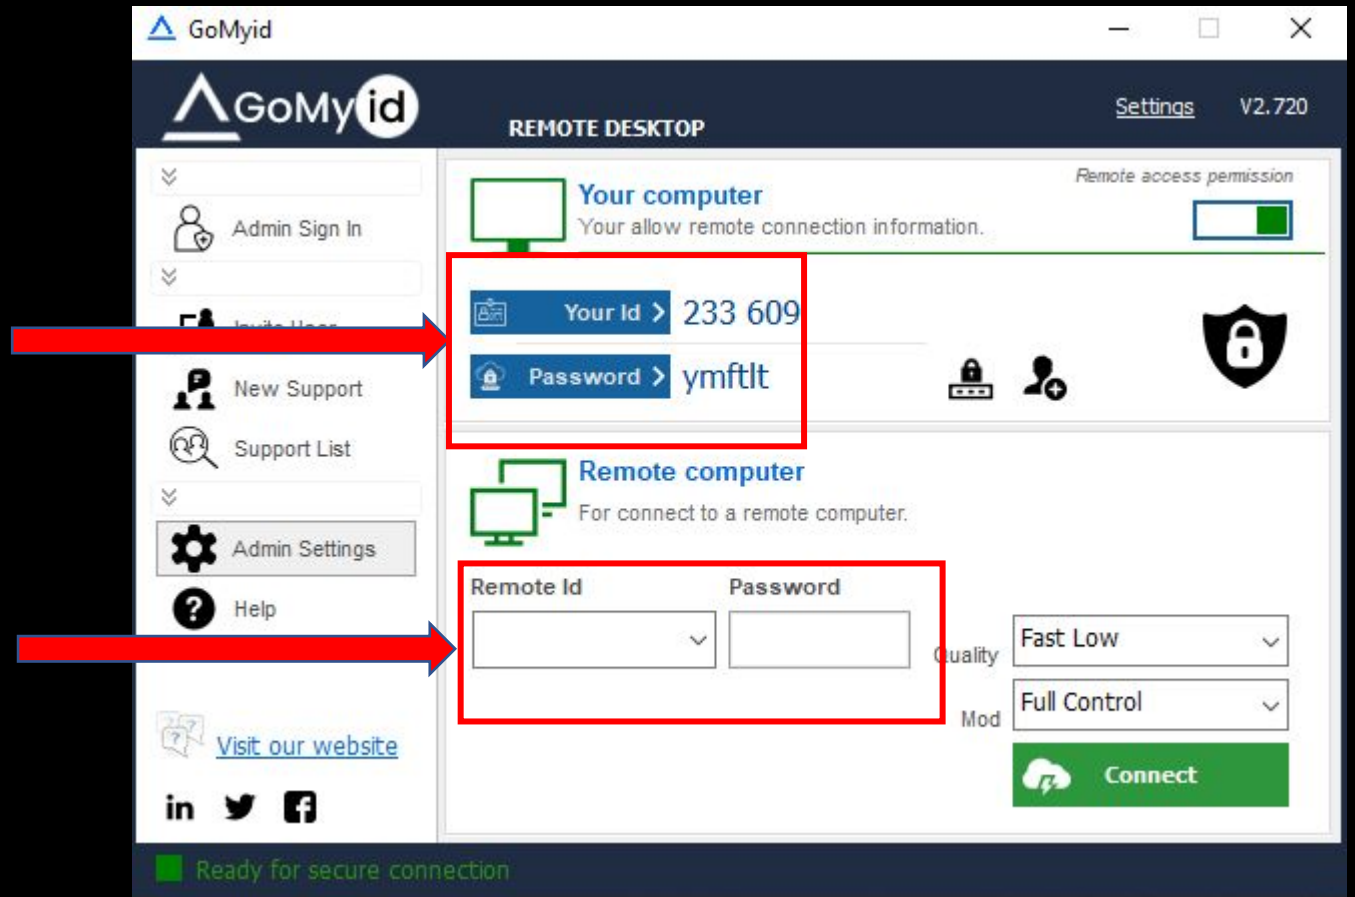 GoMyid
GoMyid
REMOTE DESKTOP
Settings
V2.720
Admin Sign In
Invite User
New Support
Support List
Admin Settings
Help
Visit our website
in
Your computer
Your allow remote connection information.
Remote access permission
Your Id > 233 609
Password > ymftlt
Remote computer
For connect to a remote computer.
Remote Id
Password
Quality
Fast Low
Mod
Full Control
Connect
Ready for secure connection